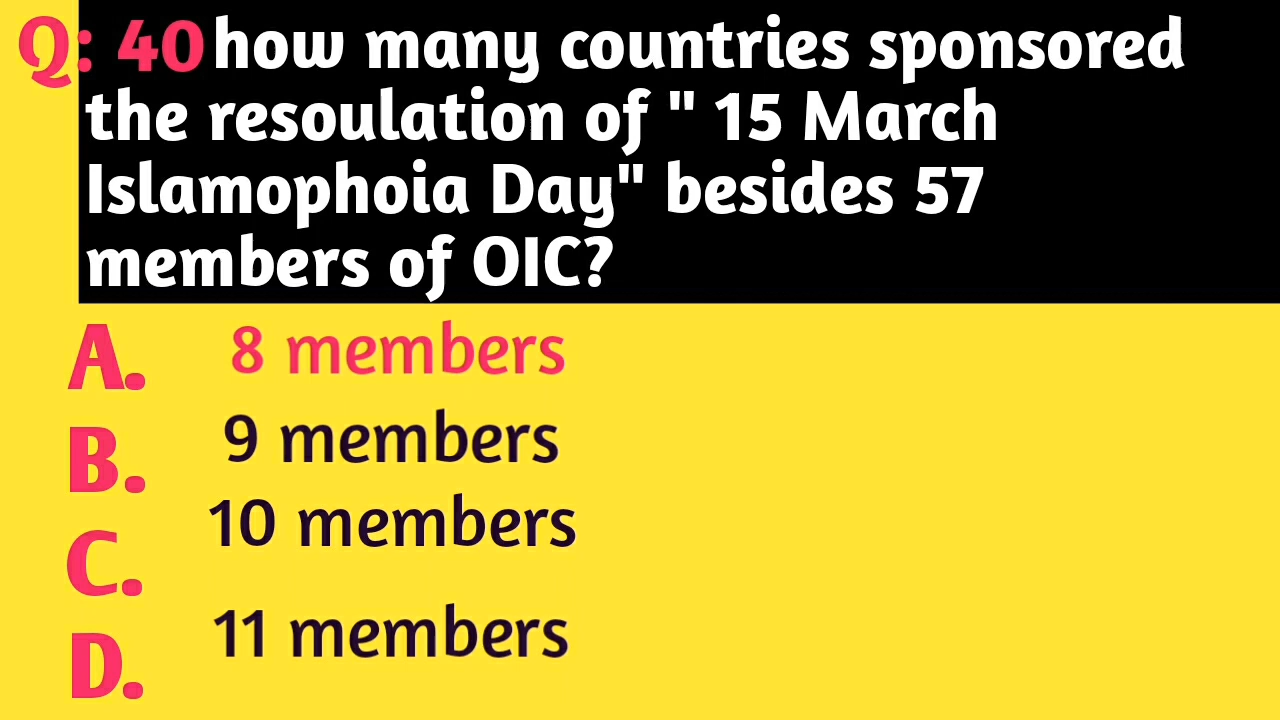 Q: 40 how many countries sponsored
the resoulation of " 15 March
Islamophoia Day" besides 57
members of OIC?
A. 8 members
B. 9 members
C. 10 members
D. 11 members